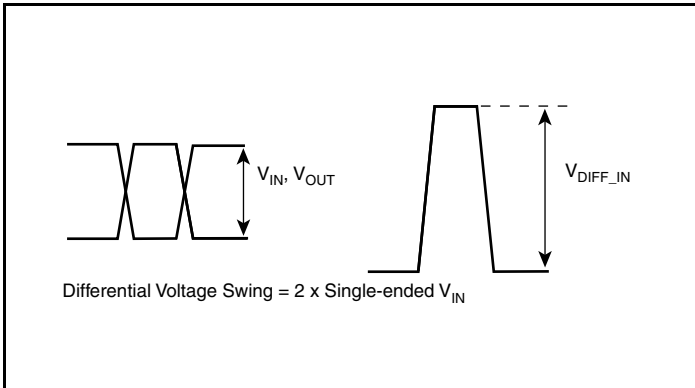 V_IN, V_OUT
V_DIFF_IN
Differential Voltage Swing = 2 x Single-ended V_IN